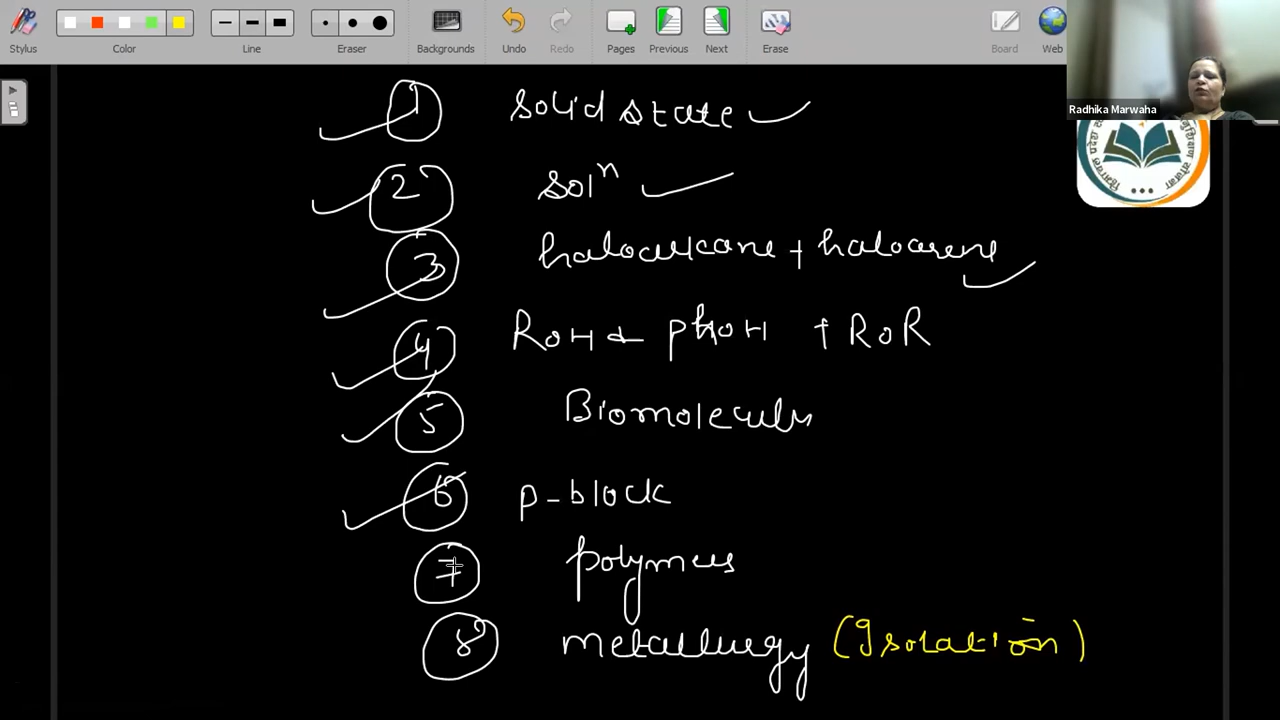 Stylus
Color
Line
Eraser
Backgrounds
Undo
Redo
Pages
Previous
Next
Erase
Board
Web
Radhika Marwaha
1 Solid state
2 Solⁿ
3 haloalkane + haloarene
4 ROH & PhOH + ROR
5 Biomolecules
6 p-block
7 polymers
8 metallurgy (Isolation)